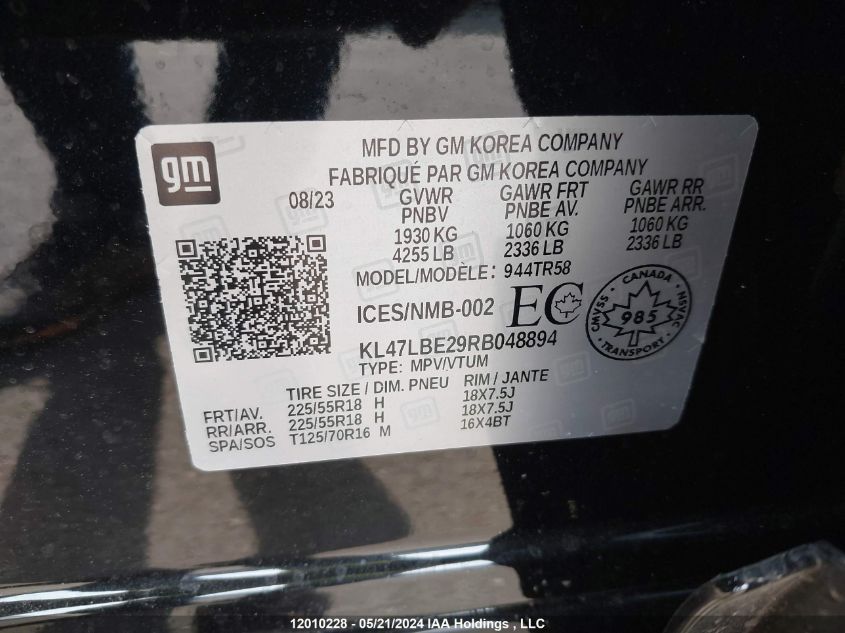 gm
MFD BY GM KOREA COMPANY
FABRIQUÉ PAR GM KOREA COMPANY
08/23 GVWR GAWR FRT GAWR RR
PNBV PNBE AV. PNBE ARR.
1930 KG 1060 KG 1060 KG
4255 LB 2336 LB 2336 LB
MODEL/MODÈLE: 944TR58
ICES/NMB-002 EC
CANADA
CMVSS · NSVAC
985
TRANSPORT
KL47LBE29RB048894
TYPE: MPV/VTUM
TIRE SIZE / DIM. PNEU RIM / JANTE
FRT/AV. 225/55R18 H 18X7.5J
RR/ARR. 225/55R18 H 18X7.5J
SPA/SOS T125/70R16 M 16X4BT
12010228 - 05/21/2024 IAA Holdings , LLC